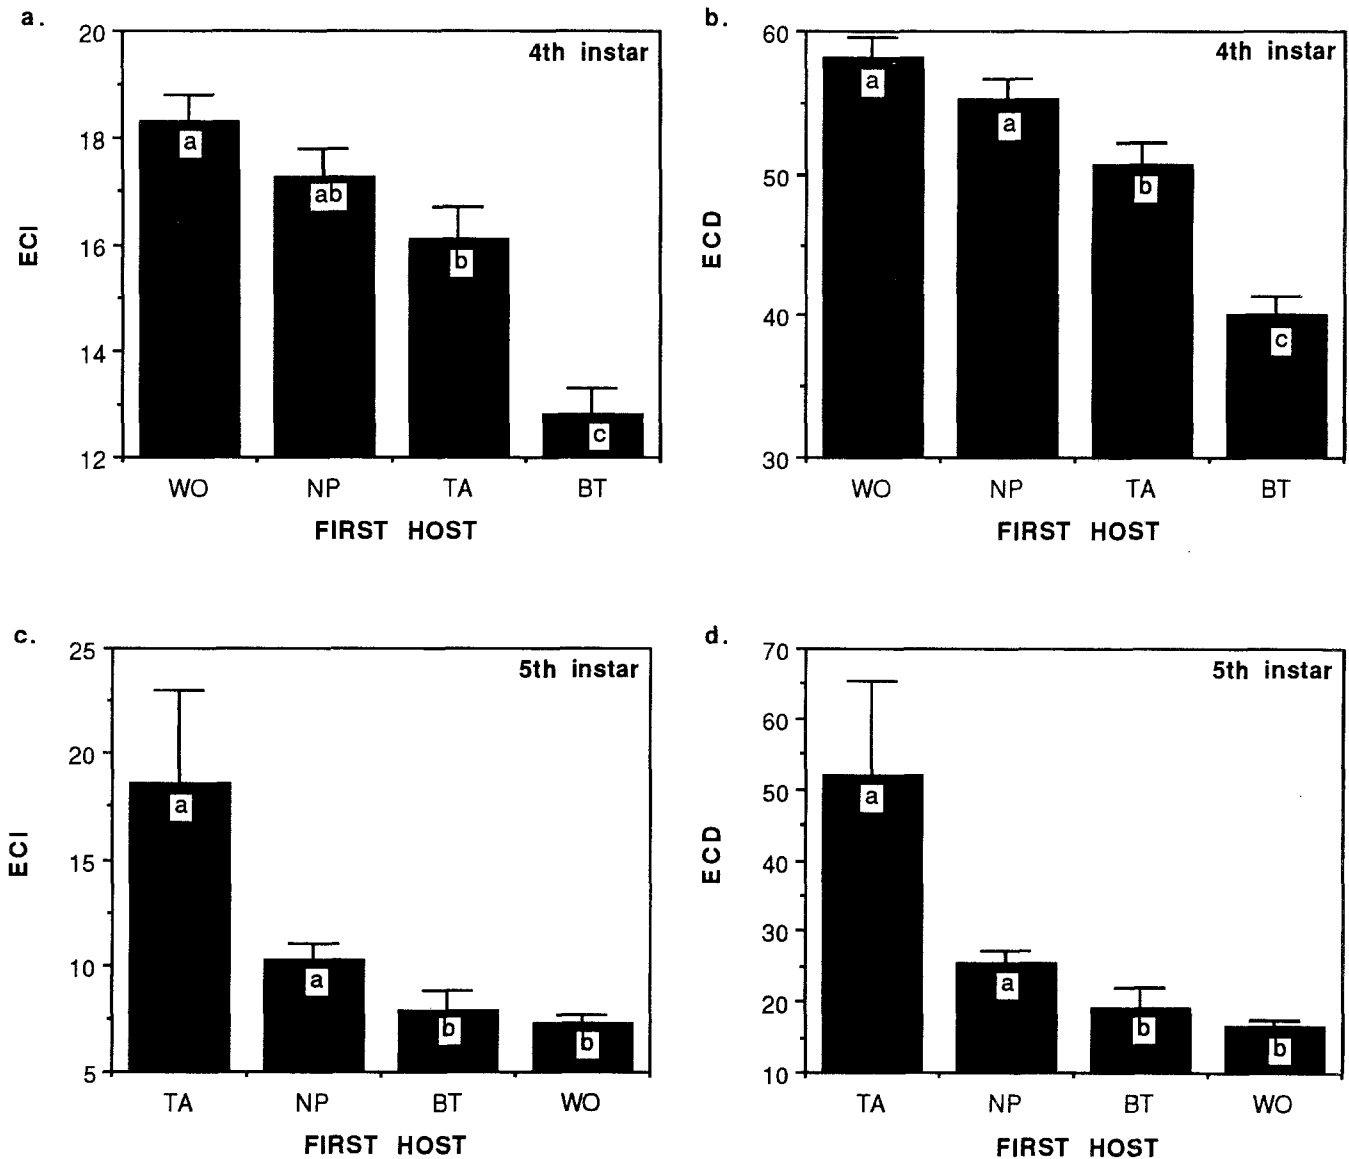 a.
4th instar
20
18
16
14
12
ECI
a
ab
b
c
WO NP TA BT
FIRST HOST
b.
4th instar
60
50
40
30
ECD
a
a
b
c
WO NP TA BT
FIRST HOST
c.
5th instar
25
20
15
10
5
ECI
a
a
b
b
TA NP BT WO
FIRST HOST
d.
5th instar
70
60
50
40
30
20
10
ECD
a
a
b
b
TA NP BT WO
FIRST HOST